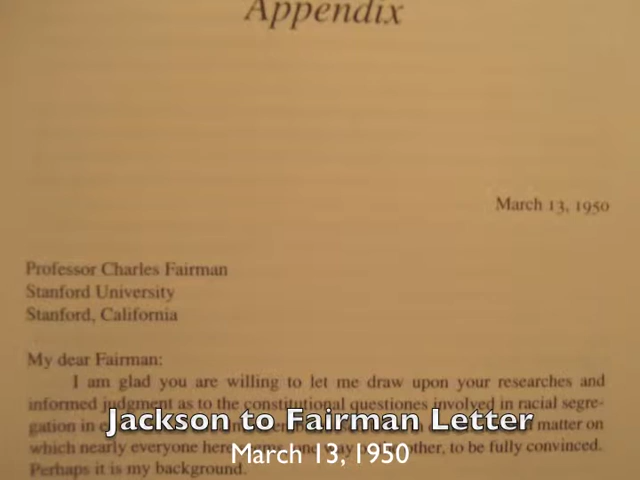 Appendix
March 13, 1950
Professor Charles Fairman
Stanford University
Stanford, California
My dear Fairman:
I am glad you are willing to let me draw upon your researches and
informed judgment as to the constitutional questiones involved in racial segre-
gation in matter on
which nearly everyone here other, to be fully convinced.
Perhaps it is my background.
Jackson to Fairman Letter
March 13, 1950